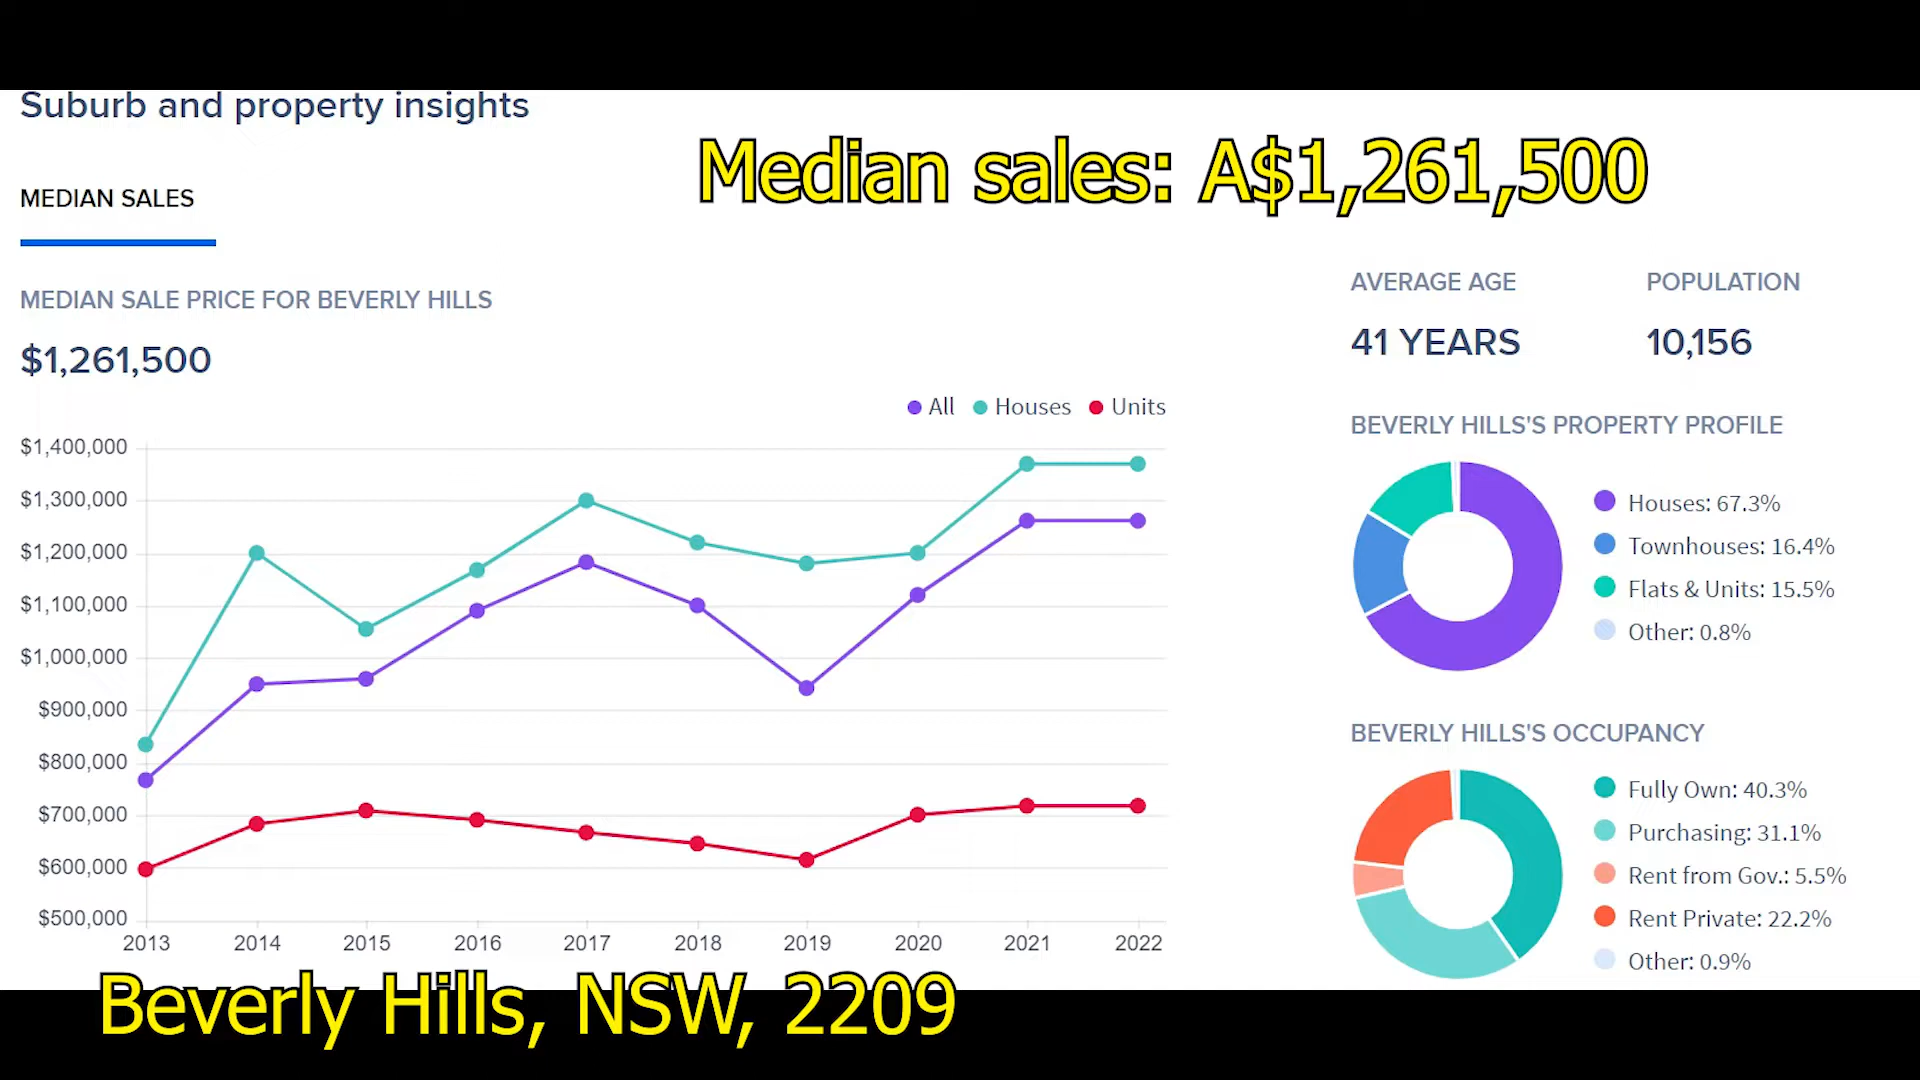 Suburb and property insights
Median sales: A$1,261,500
MEDIAN SALES
MEDIAN SALE PRICE FOR BEVERLY HILLS
$1,261,500
All Houses Units
$1,400,000
$1,300,000
$1,200,000
$1,100,000
$1,000,000
$900,000
$800,000
$700,000
$600,000
$500,000
2013 2014 2015 2016 2017 2018 2019 2020 2021 2022
AVERAGE AGE
41 YEARS
POPULATION
10,156
BEVERLY HILLS'S PROPERTY PROFILE
Houses: 67.3%
Townhouses: 16.4%
Flats & Units: 15.5%
Other: 0.8%
BEVERLY HILLS'S OCCUPANCY
Fully Own: 40.3%
Purchasing: 31.1%
Rent from Gov.: 5.5%
Rent Private: 22.2%
Other: 0.9%
Beverly Hills, NSW, 2209